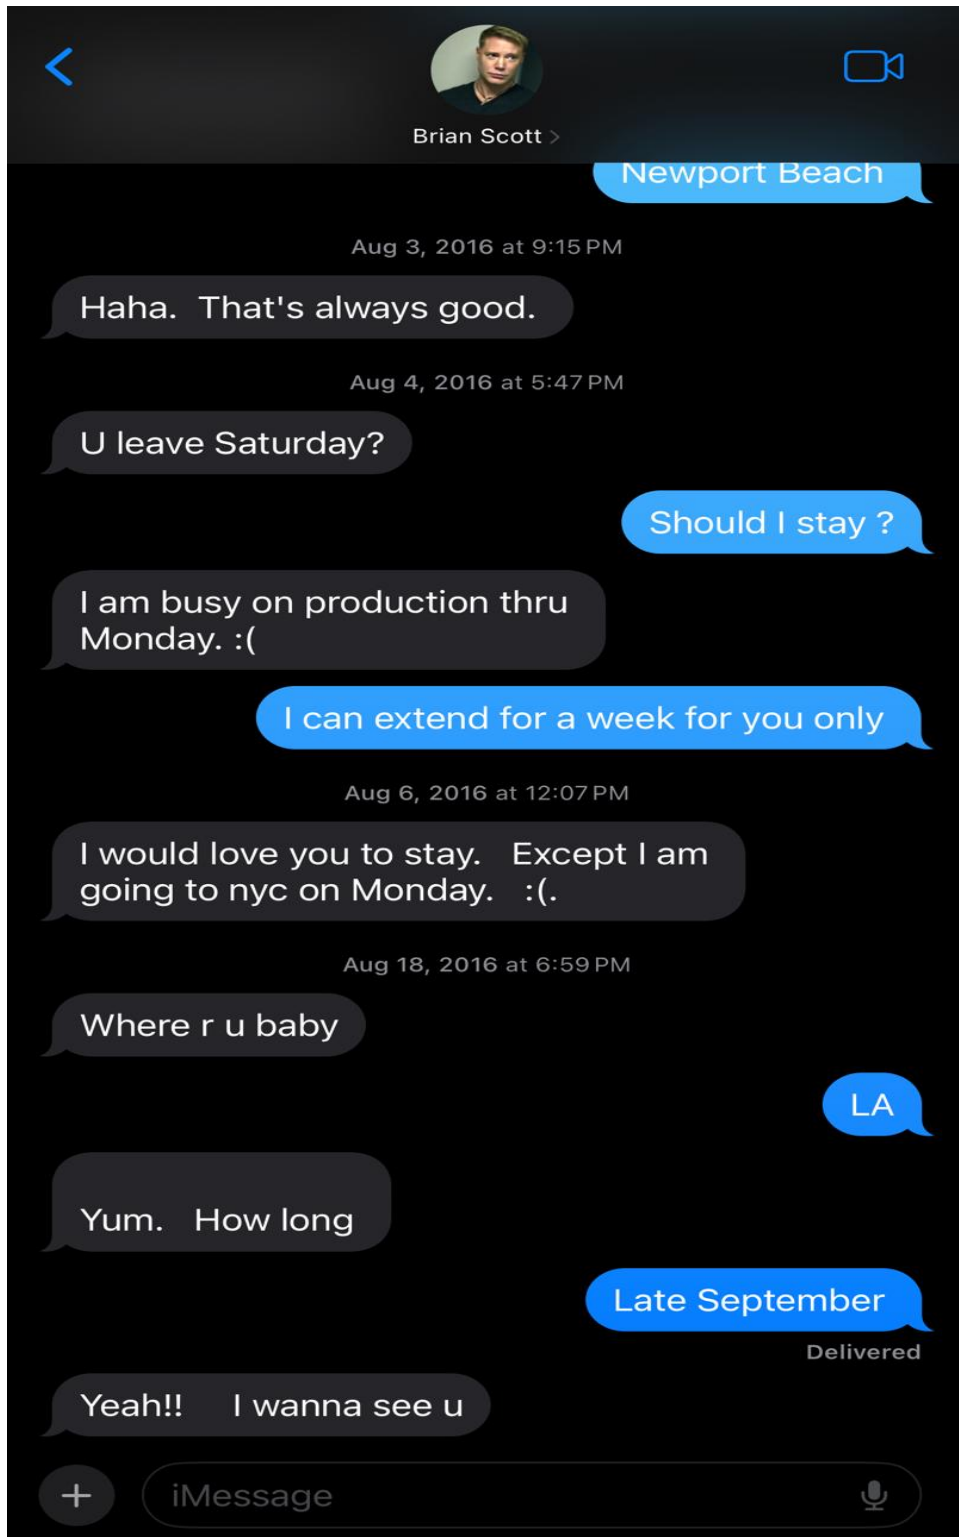 Brian Scott >
Newport Beach
Aug 3, 2016 at 9:15 PM
Haha.  That's always good.
Aug 4, 2016 at 5:47 PM
U leave Saturday?
Should I stay ?
I am busy on production thru
Monday. :(
I can extend for a week for you only
Aug 6, 2016 at 12:07 PM
I would love you to stay.   Except I am
going to nyc on Monday.   :(.
Aug 18, 2016 at 6:59 PM
Where r u baby
LA
Yum.   How long
Late September
Delivered
Yeah!!    I wanna see u
iMessage